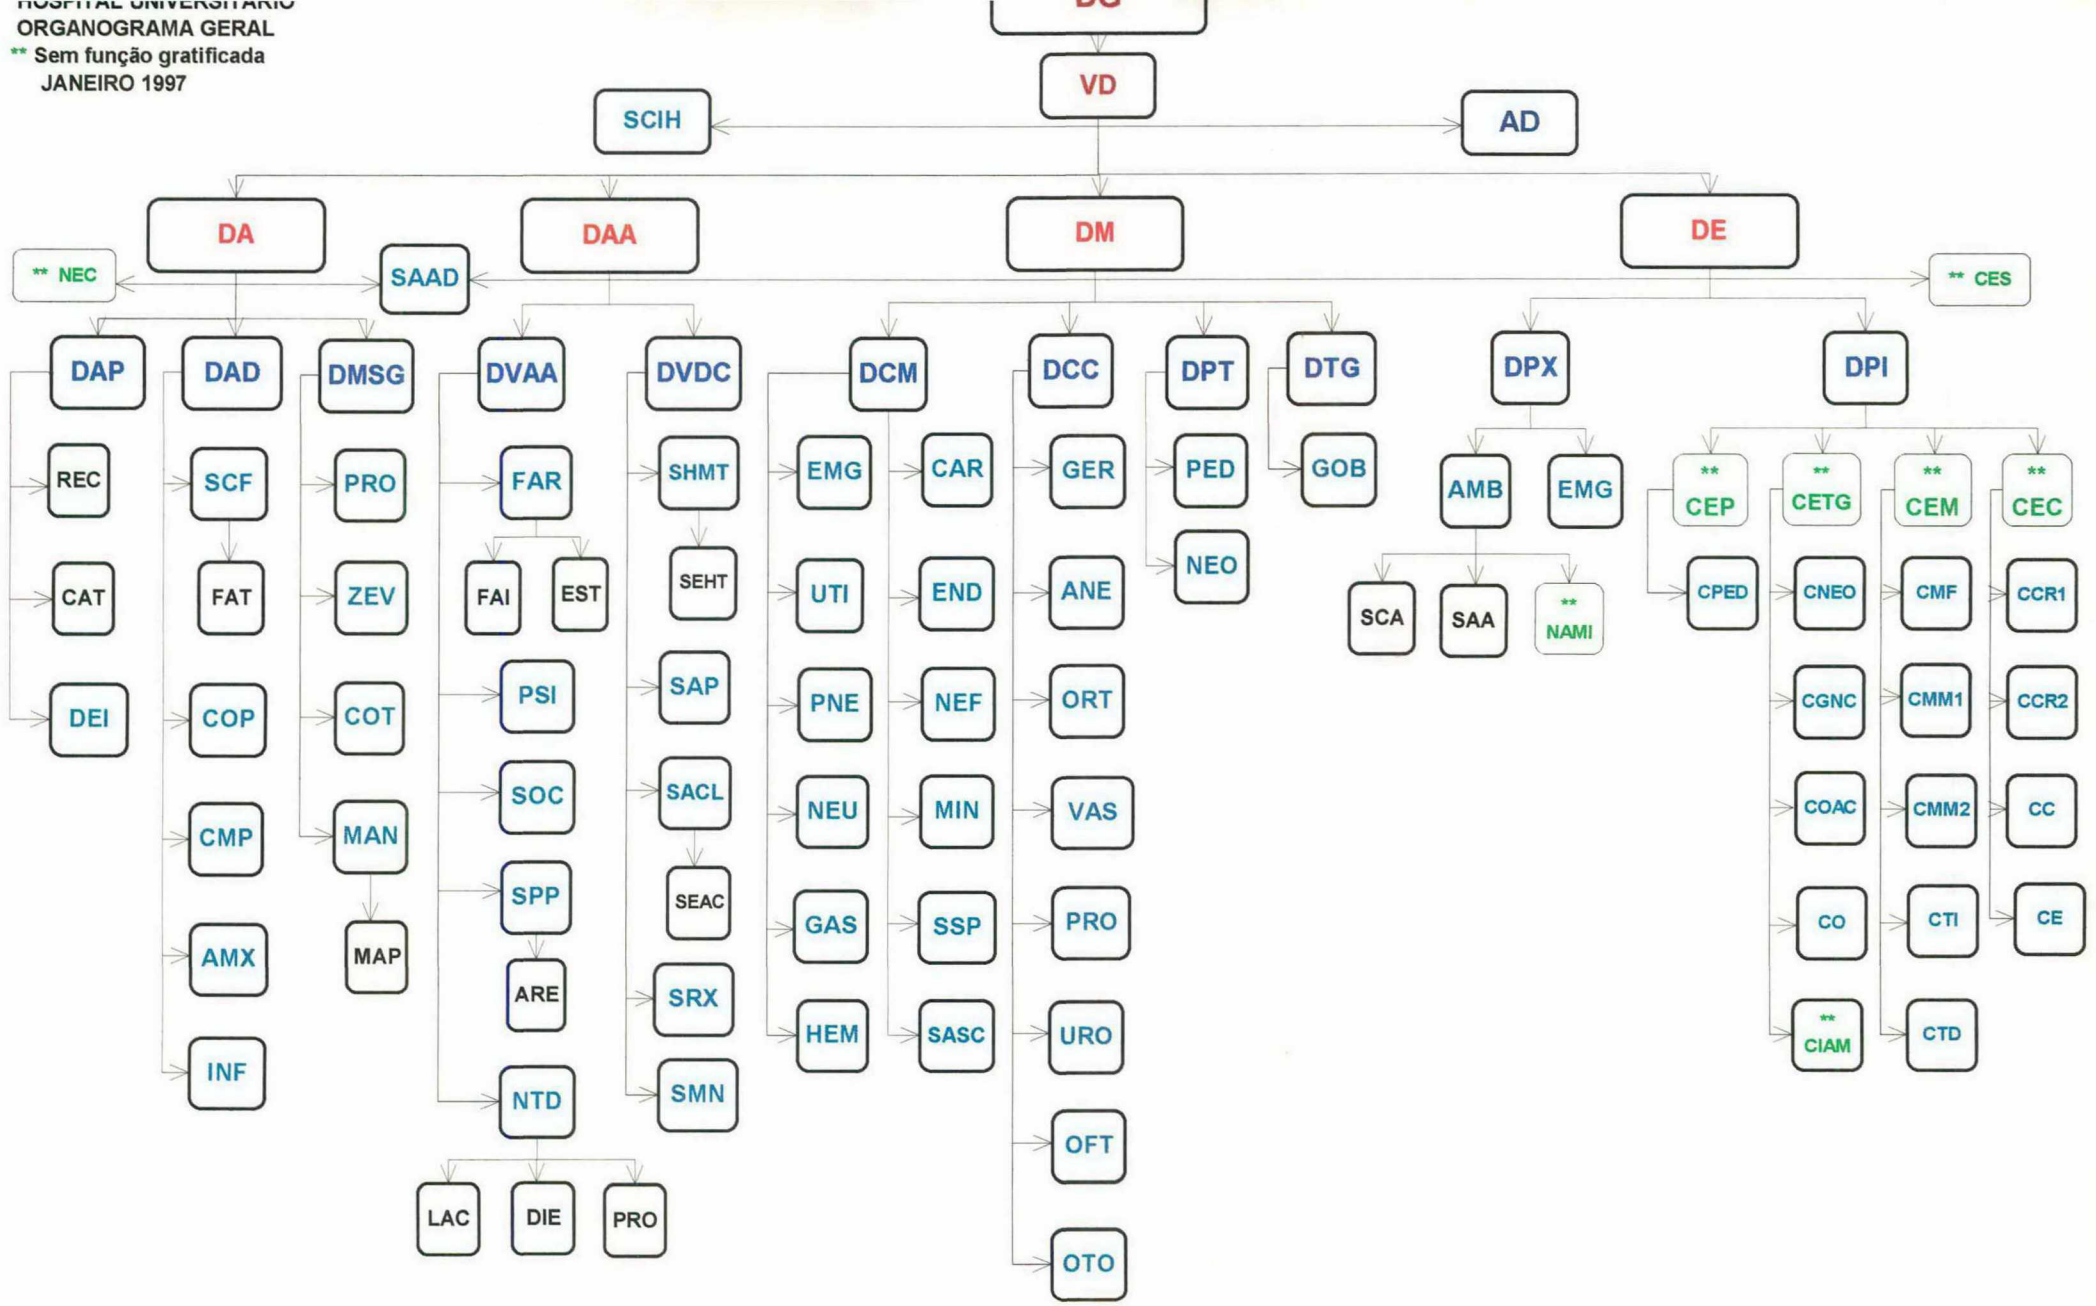 HOSPITAL UNIVERSITÁRIO
ORGANOGRAMA GERAL
** Sem função gratificada
JANEIRO 1997
DG
VD
SCIH
AD
DA
DAA
DM
DE
** NEC
SAAD
** CES
DAP
DAD
DMSG
DVAA
DVDC
DCM
DCC
DPT
DTG
DPX
DPI
REC
CAT
DEI
SCF
FAT
COP
CMP
AMX
INF
PRO
ZEV
COT
MAN
MAP
FAR
FAI
EST
PSI
SOC
SPP
ARE
NTD
LAC
DIE
PRO
SHMT
SEHT
SAP
SACL
SEAC
SRX
SMN
EMG
UTI
PNE
NEU
GAS
HEM
CAR
END
NEF
MIN
SSP
SASC
GER
ANE
ORT
VAS
PRO
URO
OFT
OTO
PED
NEO
GOB
AMB
EMG
SCA
SAA
**
NAMI
**
CEP
CPED
**
CETG
CNEO
CGNC
COAC
CO
**
CIAM
**
CEM
CMF
CMM1
CMM2
CTI
CTD
**
CEC
CCR1
CCR2
CC
CE